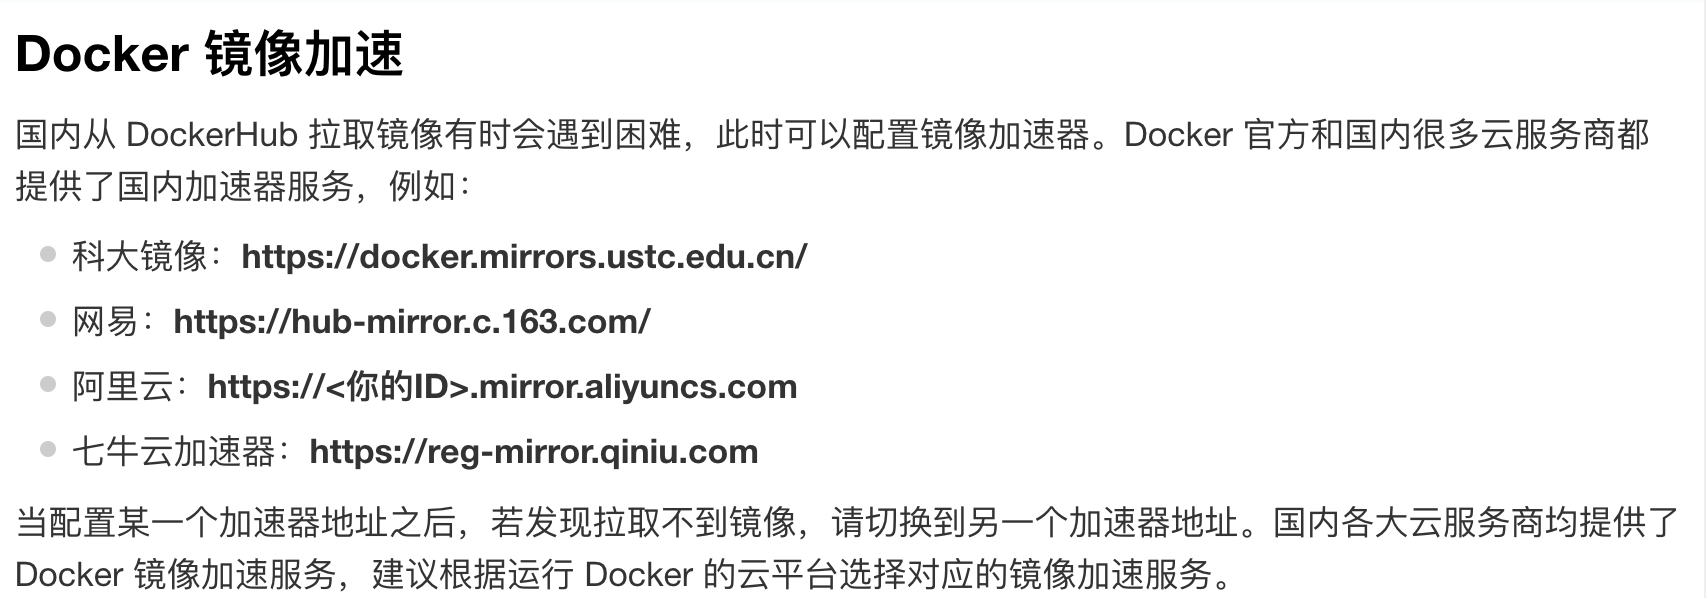 Docker 镜像加速
国内从 DockerHub 拉取镜像有时会遇到困难，此时可以配置镜像加速器。Docker 官方和国内很多云服务商都
提供了国内加速器服务，例如：
科大镜像：https://docker.mirrors.ustc.edu.cn/
网易：https://hub-mirror.c.163.com/
阿里云：https://<你的ID>.mirror.aliyuncs.com
七牛云加速器：https://reg-mirror.qiniu.com
当配置某一个加速器地址之后，若发现拉取不到镜像，请切换到另一个加速器地址。国内各大云服务商均提供了
Docker 镜像加速服务，建议根据运行 Docker 的云平台选择对应的镜像加速服务。